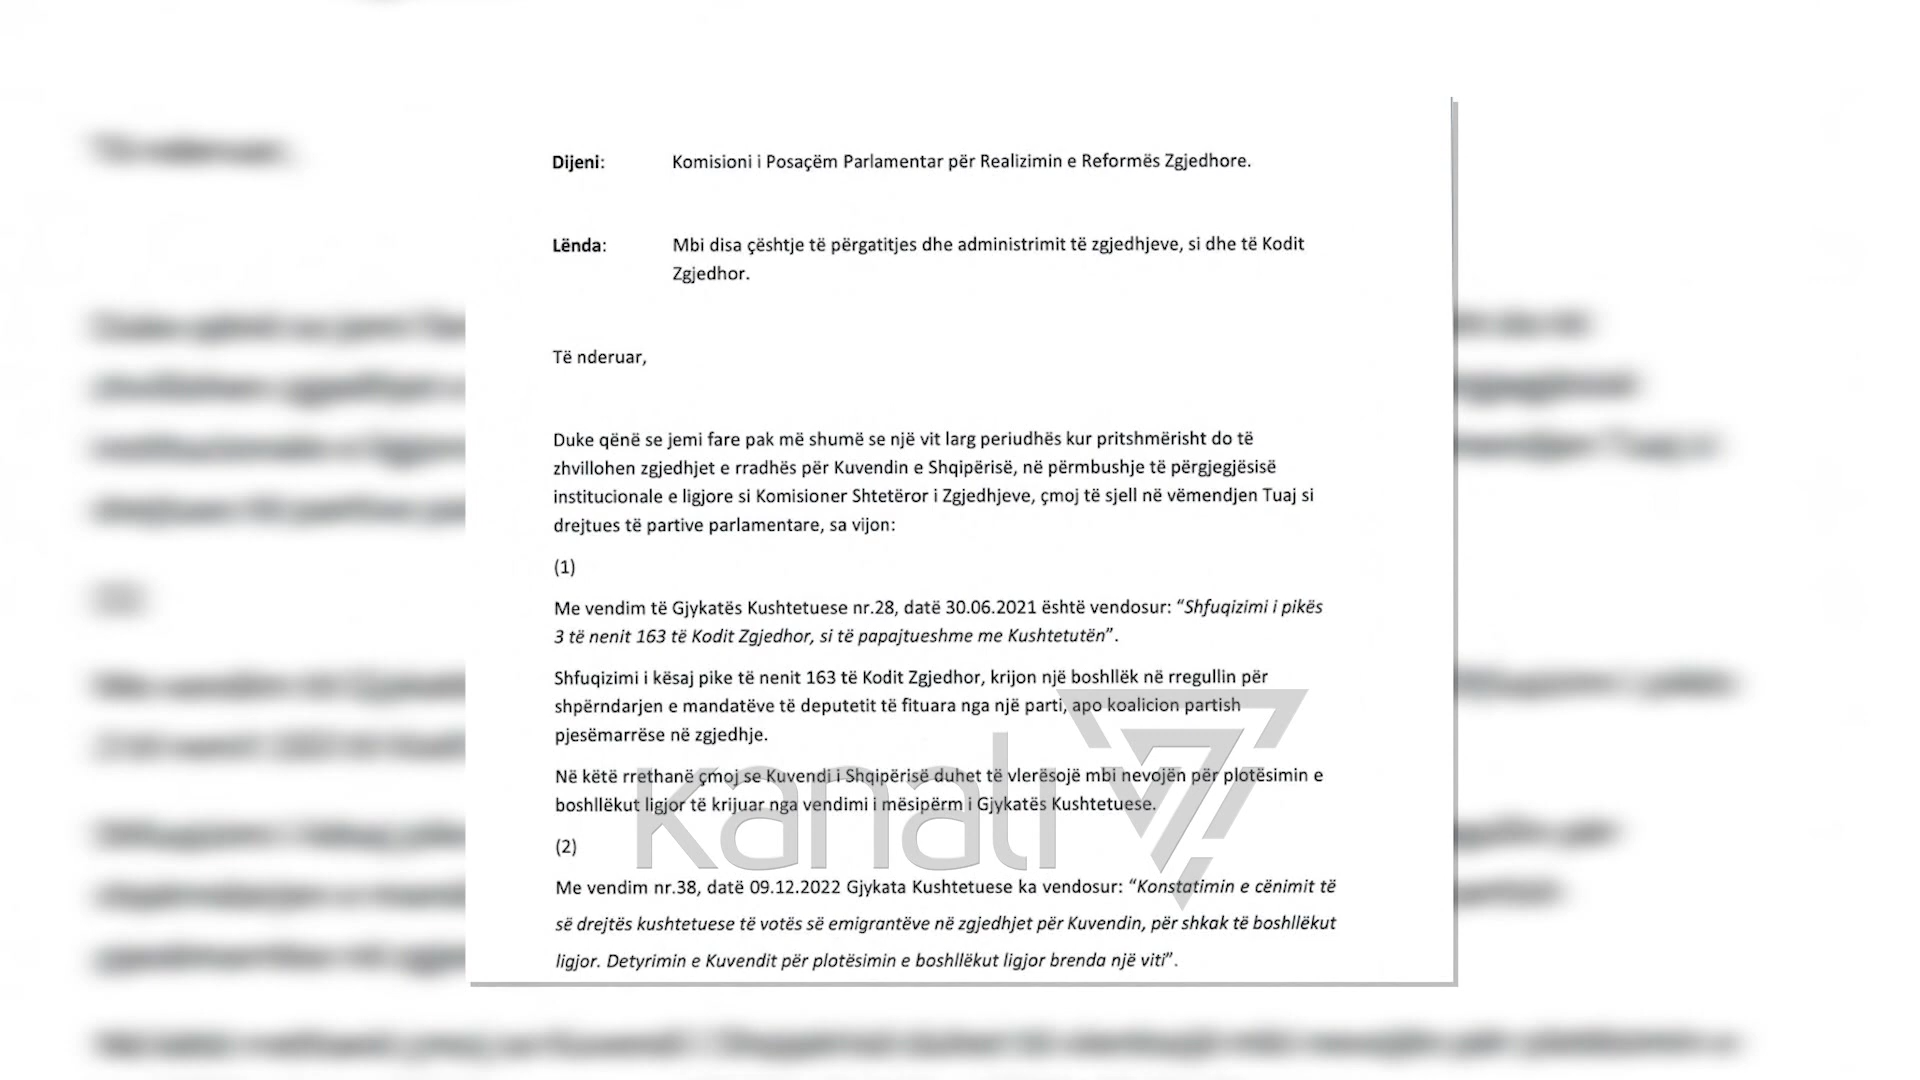 Dijeni: Komisioni i Posaçëm Parlamentar për Realizimin e Reformës Zgjedhore.
Lënda: Mbi disa çështje të përgatitjes dhe administrimit të zgjedhjeve, si dhe të Kodit
Zgjedhor.
Të nderuar,
Duke qënë se jemi fare pak më shumë se një vit larg periudhës kur pritshmërisht do të
zhvillohen zgjedhjet e rradhës për Kuvendin e Shqipërisë, në përmbushje të përgjegjësisë
institucionale e ligjore si Komisioner Shtetëror i Zgjedhjeve, çmoj të sjell në vëmendjen Tuaj si
drejtues të partive parlamentare, sa vijon:
(1)
Me vendim të Gjykatës Kushtetuese nr.28, datë 30.06.2021 është vendosur: “Shfuqizimi i pikës
3 të nenit 163 të Kodit Zgjedhor, si të papajtueshme me Kushtetutën”.
Shfuqizimi i kësaj pike të nenit 163 të Kodit Zgjedhor, krijon një boshllëk në rregullin për
shpërndarjen e mandatëve të deputetit të fituara nga një parti, apo koalicion partish
pjesëmarrëse në zgjedhje.
Në këtë rrethanë çmoj se Kuvendi i Shqipërisë duhet të vlerësojë mbi nevojën për plotësimin e
boshllëkut ligjor të krijuar nga vendimi i mësipërm i Gjykatës Kushtetuese.
kanali 7
(2)
Me vendim nr.38, datë 09.12.2022 Gjykata Kushtetuese ka vendosur: “Konstatimin e cënimit të
së drejtës kushtetuese të votës së emigrantëve në zgjedhjet për Kuvendin, për shkak të boshllëkut
ligjor. Detyrimin e Kuvendit për plotësimin e boshllëkut ligjor brenda një viti”.